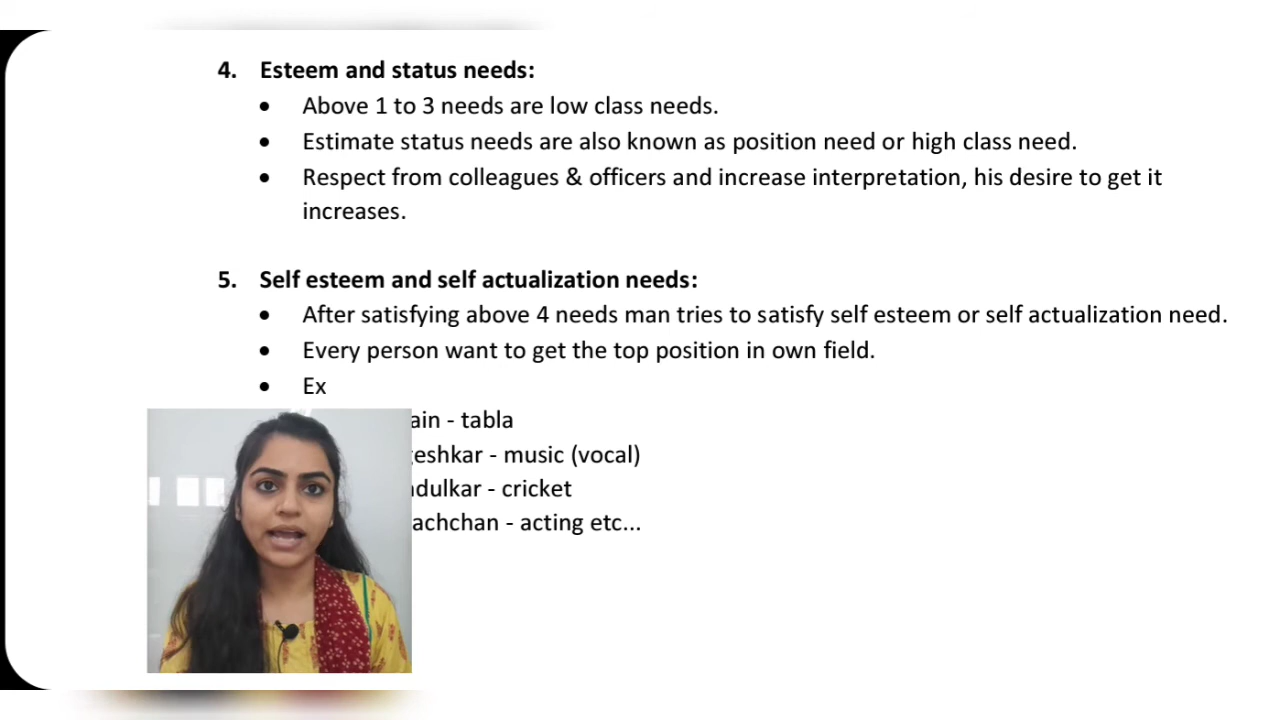 4. Esteem and status needs:
• Above 1 to 3 needs are low class needs.
• Estimate status needs are also known as position need or high class need.
• Respect from colleagues & officers and increase interpretation, his desire to get it
increases.
5. Self esteem and self actualization needs:
• After satisfying above 4 needs man tries to satisfy self esteem or self actualization need.
• Every person want to get the top position in own field.
• Ex
ain - tabla
eshkar - music (vocal)
dulkar - cricket
achchan - acting etc...